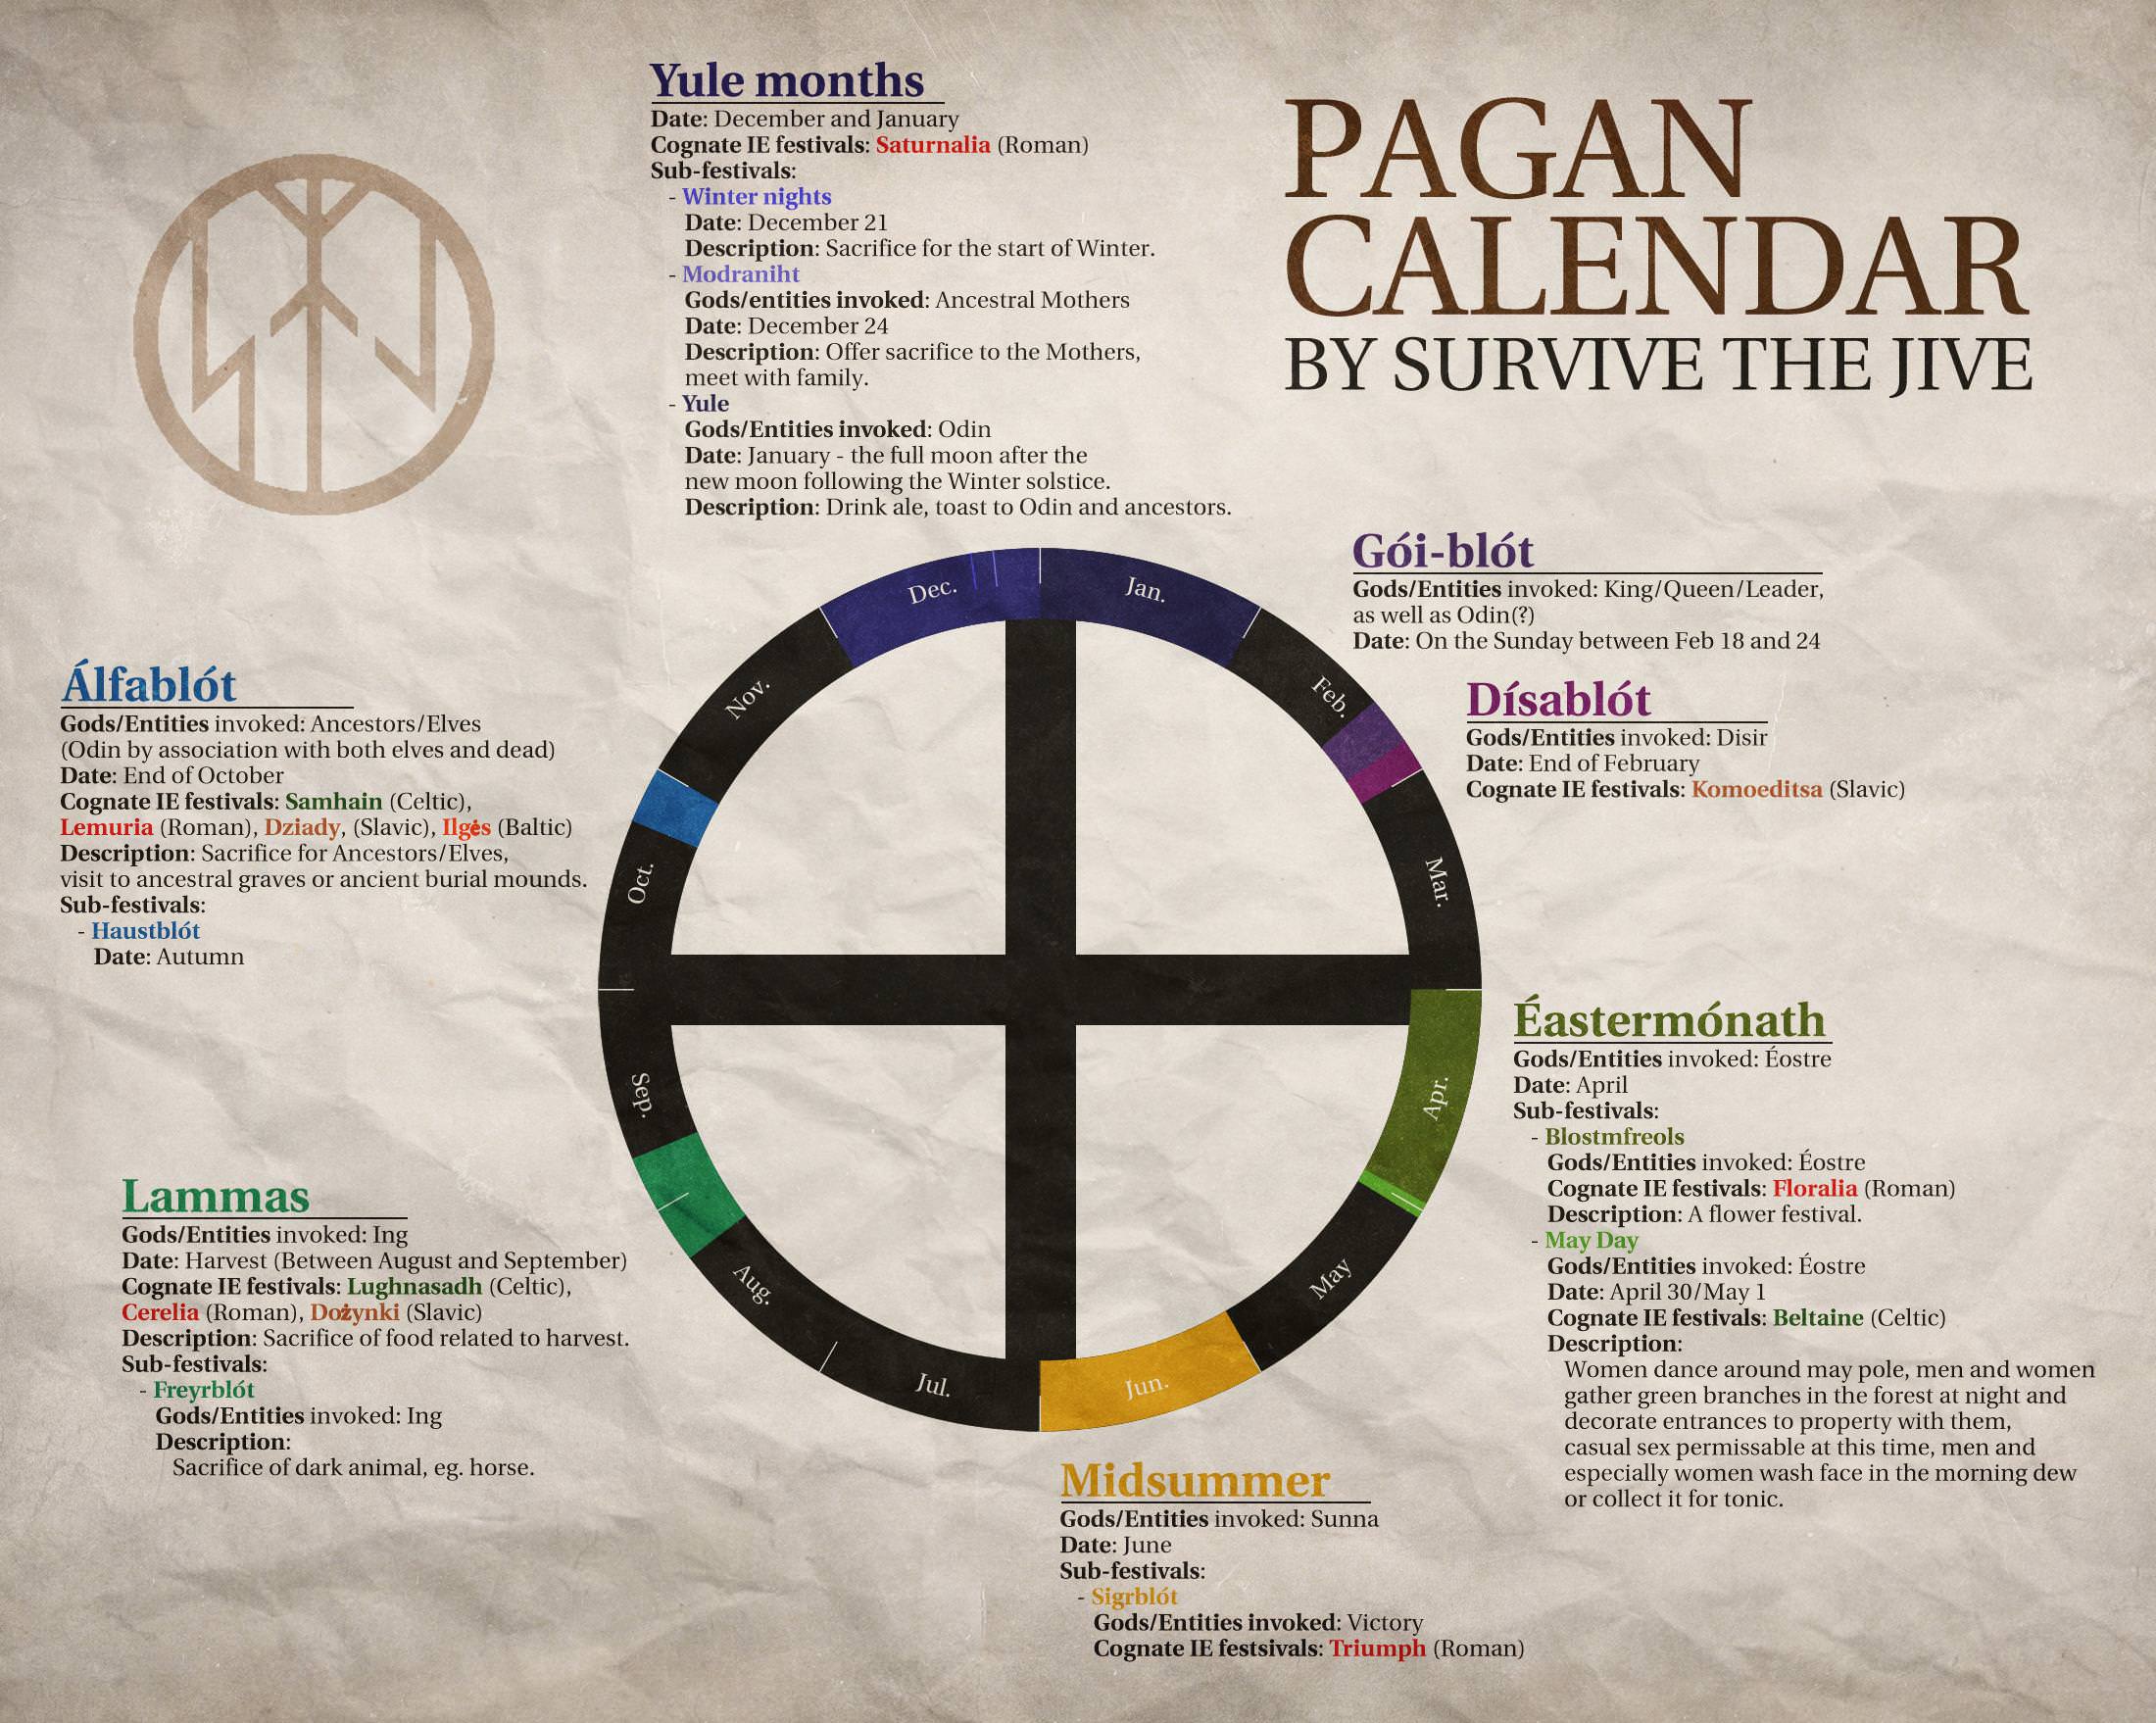 PAGAN
CALENDAR
BY SURVIVE THE JIVE
Yule months
Date: December and January
Cognate IE festivals: Saturnalia (Roman)
Sub-festivals:
- Winter nights
Date: December 21
Description: Sacrifice for the start of Winter.
- Modraniht
Gods/entities invoked: Ancestral Mothers
Date: December 24
Description: Offer sacrifice to the Mothers,
meet with family.
- Yule
Gods/Entities invoked: Odin
Date: January - the full moon after the
new moon following the Winter solstice.
Description: Drink ale, toast to Odin and ancestors.
Gói-blót
Gods/Entities invoked: King/Queen/Leader,
as well as Odin(?)
Date: On the Sunday between Feb 18 and 24
Dísablót
Gods/Entities invoked: Disir
Date: End of February
Cognate IE festivals: Komoeditsa (Slavic)
Éastermónath
Gods/Entities invoked: Éostre
Date: April
Sub-festivals:
- Blostmfreols
Gods/Entities invoked: Éostre
Cognate IE festivals: Floralia (Roman)
Description: A flower festival.
- May Day
Gods/Entities invoked: Éostre
Date: April 30/May 1
Cognate IE festivals: Beltaine (Celtic)
Description:
Women dance around may pole, men and women
gather green branches in the forest at night and
decorate entrances to property with them,
casual sex permissable at this time, men and
especially women wash face in the morning dew
or collect it for tonic.
Midsummer
Gods/Entities invoked: Sunna
Date: June
Sub-festivals:
- Sigrblót
Gods/Entities invoked: Victory
Cognate IE festsivals: Triumph (Roman)
Lammas
Gods/Entities invoked: Ing
Date: Harvest (Between August and September)
Cognate IE festivals: Lughnasadh (Celtic),
Cerelia (Roman), Dożynki (Slavic)
Description: Sacrifice of food related to harvest.
Sub-festivals:
- Freyrblót
Gods/Entities invoked: Ing
Description:
Sacrifice of dark animal, eg. horse.
Álfablót
Gods/Entities invoked: Ancestors/Elves
(Odin by association with both elves and dead)
Date: End of October
Cognate IE festivals: Samhain (Celtic),
Lemuria (Roman), Dziady, (Slavic), Ilgės (Baltic)
Description: Sacrifice for Ancestors/Elves,
visit to ancestral graves or ancient burial mounds.
Sub-festivals:
- Haustblót
Date: Autumn
Jan.
Feb.
Mar.
Apr.
May
Jun.
Jul.
Aug.
Sep.
Oct.
Nov.
Dec.